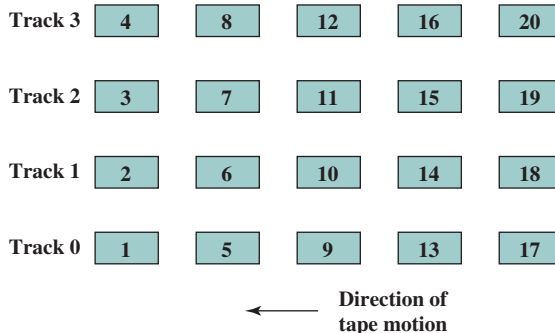 Track 3 4 8 12 16 20
Track 2 3 7 11 15 19
Track 1 2 6 10 14 18
Track 0 1 5 9 13 17
Direction of
tape motion